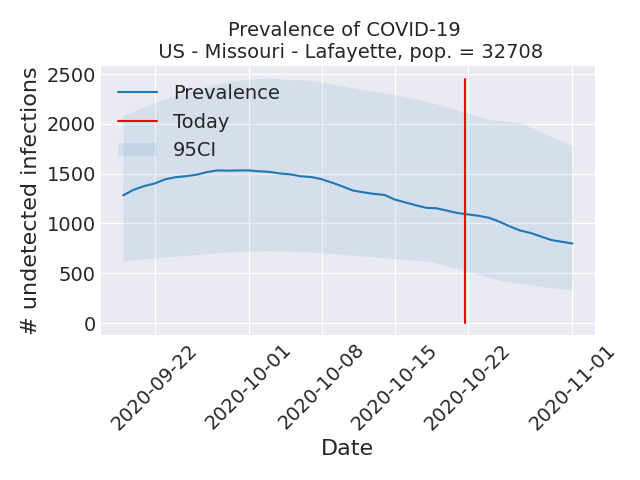 Prevalence of COVID-19
US - Missouri - Lafayette, pop. = 32708
# undetected infections
2500
2000
1500
1000
500
0
Prevalence
Today
95CI
2020-09-22
2020-10-01
2020-10-08
2020-10-15
2020-10-22
2020-11-01
Date